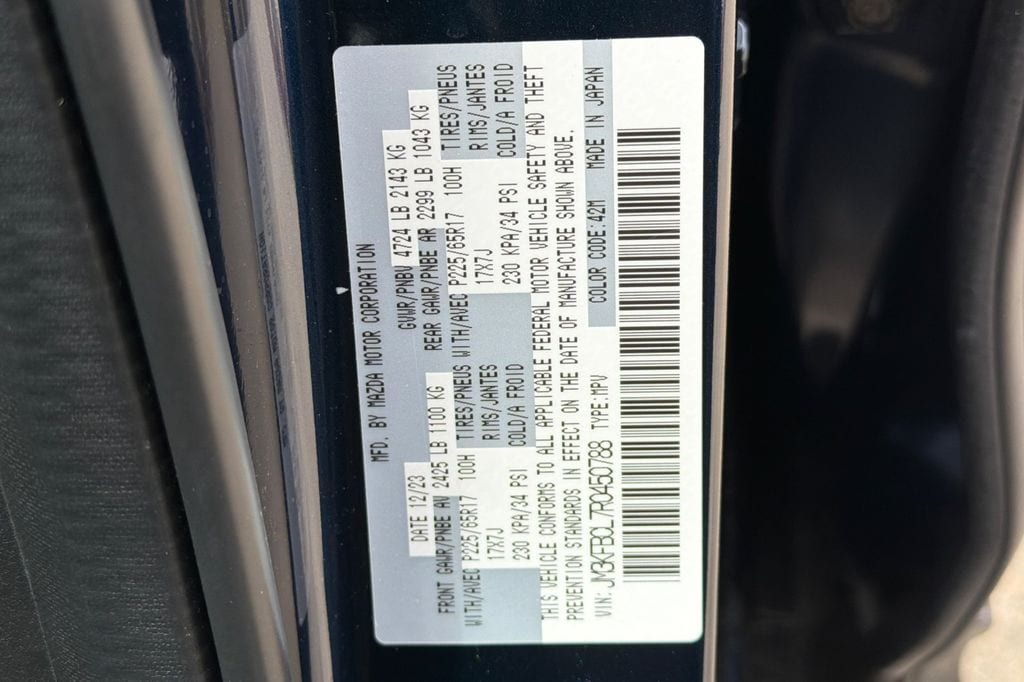 MFD. BY MAZDA MOTOR CORPORATION
DATE 12/23 GVWR/PNBV 4724 LB 2143 KG
FRONT GAWR/PNBE AV 2425 LB 1100 KG REAR GAWR/PNBE AR 2299 LB 1043 KG
WITH/AVEC P225/65R17 100H TIRES/PNEUS WITH/AVEC P225/65R17 100H TIRES/PNEUS
17X7J RIMS/JANTES 17X7J RIMS/JANTES
230 KPA/34 PSI COLD/A FROID 230 KPA/34 PSI COLD/A FROID
THIS VEHICLE CONFORMS TO ALL APPLICABLE FEDERAL MOTOR VEHICLE SAFETY AND THEFT
PREVENTION STANDARDS IN EFFECT ON THE DATE OF MANUFACTURE SHOWN ABOVE.
VIN: JM3KFBCL7R0450788 TYPE:MPV COLOR CODE:42M MADE IN JAPAN